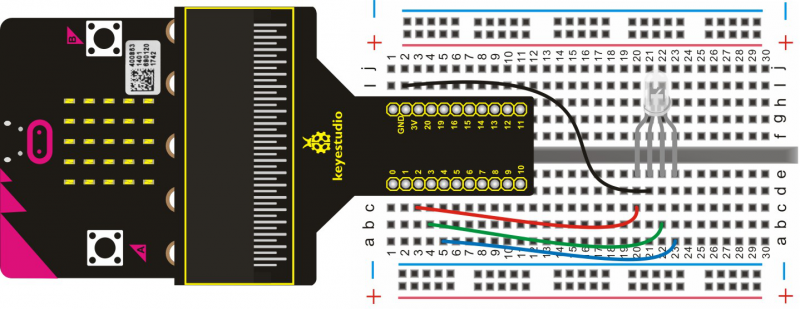 B
400863
1401
690120
1742
A
keyestudio
GND 3V 20 19 16 15 14 13 12 11
0 1 2 3 4 5 6 7 8 9 10
− −
+ +
1 2 3 4 5 6 7 8 9 10 11 12 13 14 15 16 17 18 19 20 21 22 23 24 25 26 27 28 29 30
j j
i i
h h
g g
f f
e e
d d
c c
b b
a a
1 2 3 4 5 6 7 8 9 10 11 12 13 14 15 16 17 18 19 20 21 22 23 24 25 26 27 28 29 30
− −
+ +